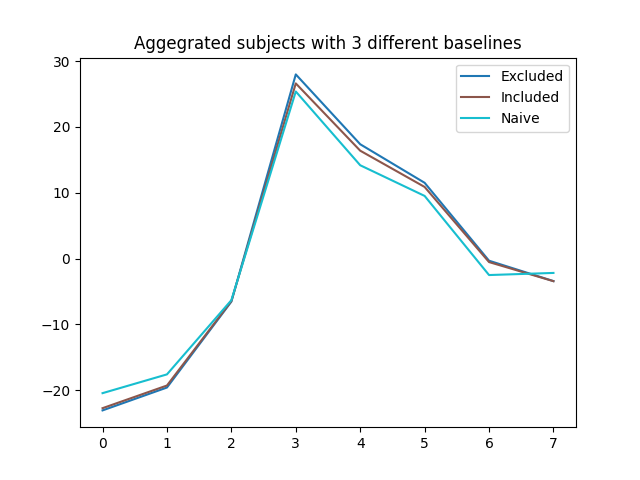 Aggegrated subjects with 3 different baselines
Excluded
Included
Naive
30
20
10
0
−10
−20
0 1 2 3 4 5 6 7